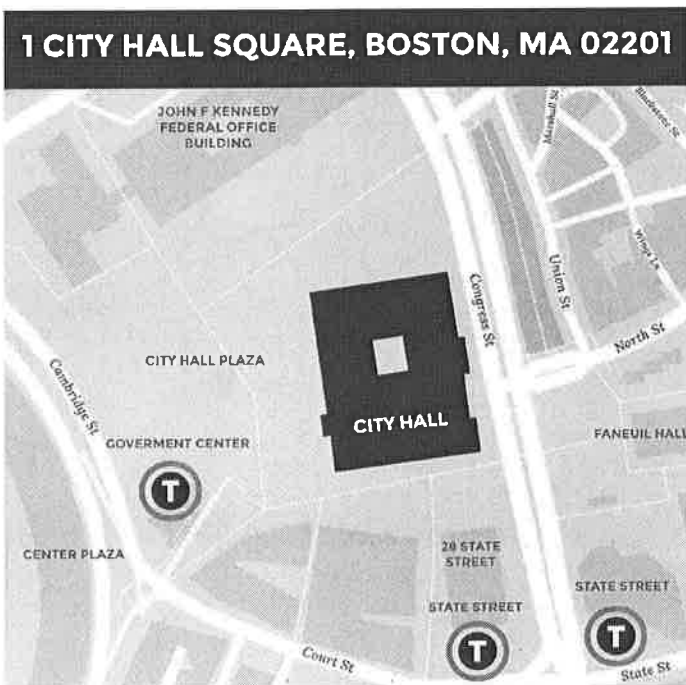 1 CITY HALL SQUARE, BOSTON, MA 02201
JOHN F KENNEDY
FEDERAL OFFICE
BUILDING
Marshall St
Blackstone St
Wings Ln
Union St
Congress St
North St
CITY HALL PLAZA
Cambridge St
CITY HALL
GOVERMENT CENTER
T
FANEUIL HALL
CENTER PLAZA
28 STATE
STREET
STATE STREET
T
STATE STREET
T
Court St
State St